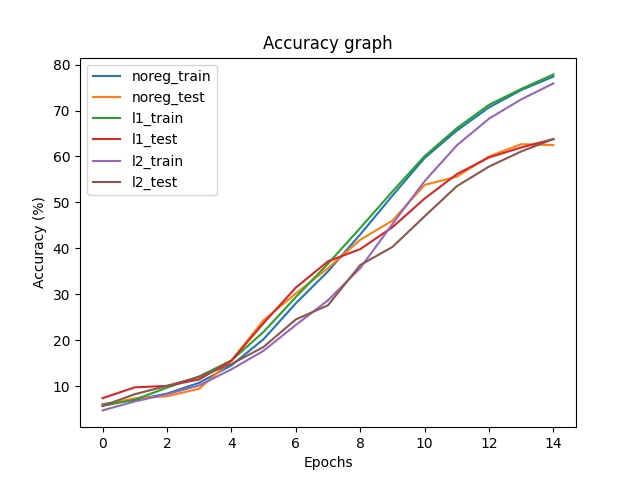 Accuracy graph
80
70
60
50
40
30
20
10
Accuracy (%)
noreg_train
noreg_test
l1_train
l1_test
l2_train
l2_test
0
2
4
6
8
10
12
14
Epochs